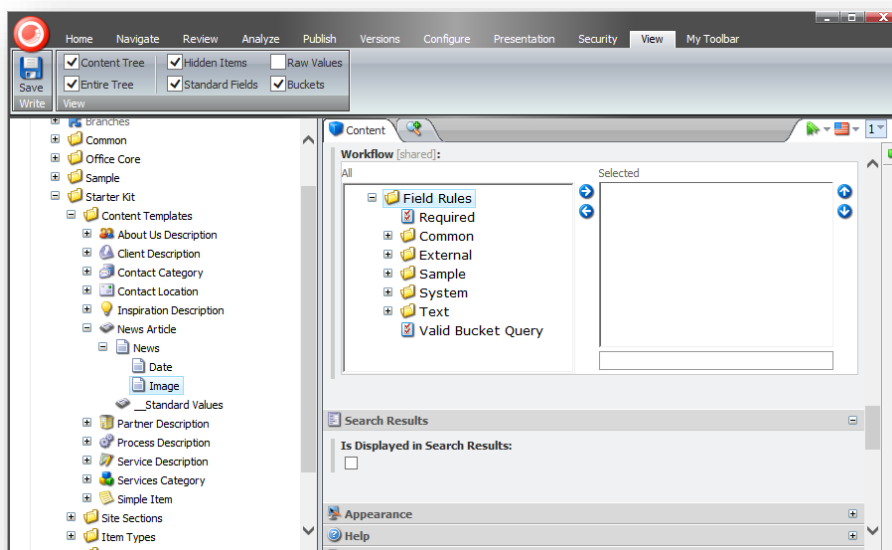 Home Navigate Review Analyze Publish Versions Configure Presentation Security View My Toolbar
Content Tree Hidden Items Raw Values
Save Entire Tree Standard Fields Buckets
Write View
Branches
Common
Office Core
Sample
Starter Kit
Content Templates
About Us Description
Client Description
Contact Category
Contact Location
Inspiration Description
News Article
News
Date
Image
__Standard Values
Partner Description
Process Description
Service Description
Services Category
Simple Item
Site Sections
Item Types
Content
1
Workflow [shared]:
All Selected
Field Rules
Required
Common
External
Sample
System
Text
Valid Bucket Query
Search Results
Is Displayed in Search Results:
Appearance
Help